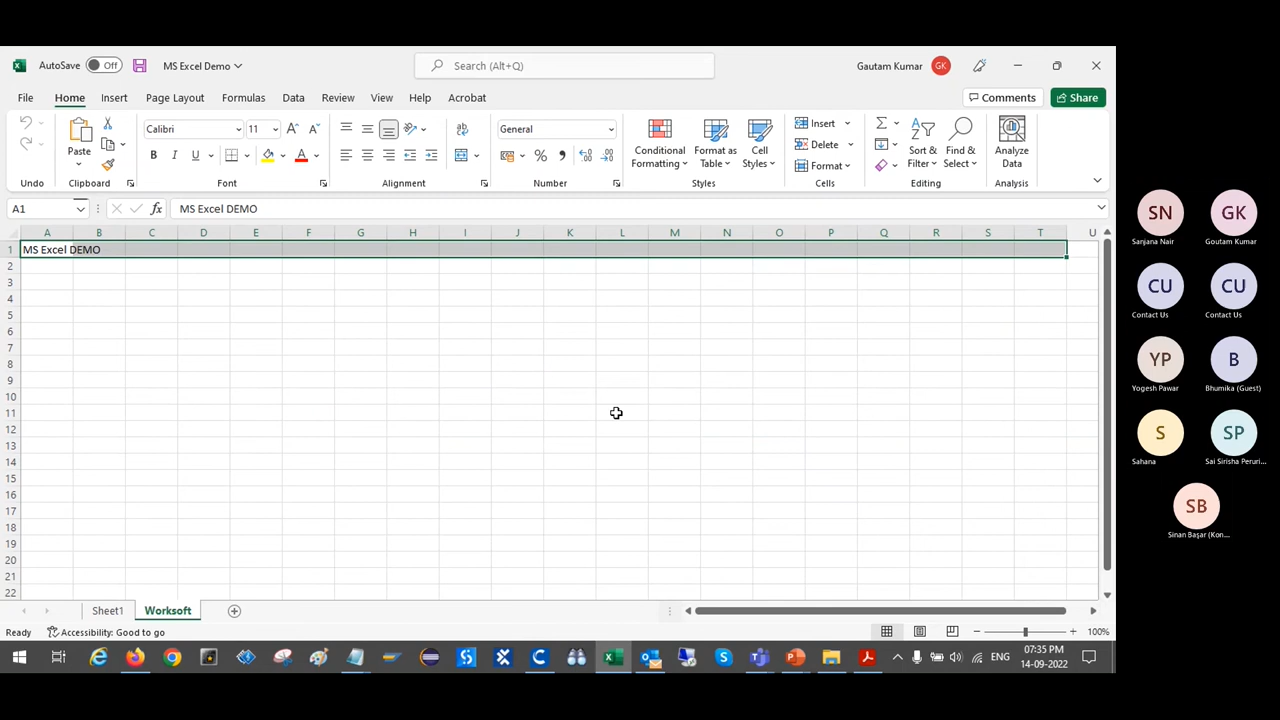 AutoSave Off MS Excel Demo Search (Alt+Q) Gautam Kumar GK
File Home Insert Page Layout Formulas Data Review View Help Acrobat Comments Share
Calibri 11 General
Paste
Conditional Formatting
Format as Table
Cell Styles
Insert
Delete
Format
Sort & Filter
Find & Select
Analyze Data
Undo Clipboard Font Alignment Number Styles Cells Editing Analysis
A1 fx MS Excel DEMO
A B C D E F G H I J K L M N O P Q R S T U
1 MS Excel DEMO
2
3
4
5
6
7
8
9
10
11
12
13
14
15
16
17
18
19
20
21
22
Sheet1 Worksoft
Ready Accessibility: Good to go 100%
ENG 07:35 PM
14-09-2022
SN GK
Sanjana Nair Goutam Kumar
CU CU
Contact Us Contact Us
YP B
Yogesh Pawar Bhumika (Guest)
S SP
Sahana Sai Sirisha Peruri...
SB
Sinan Başar (Kon...